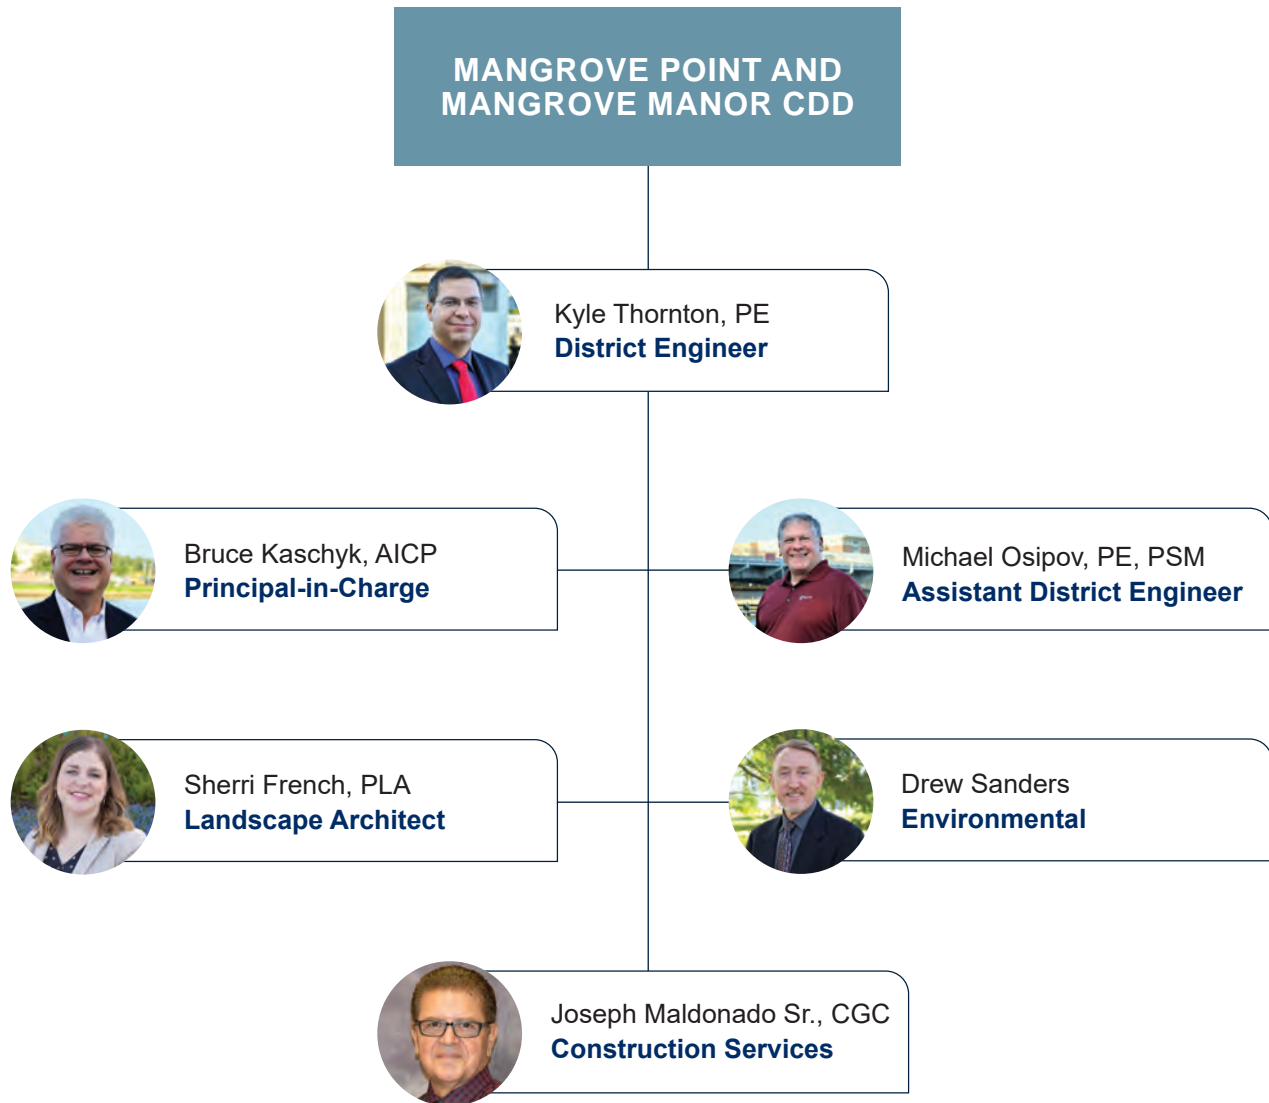 MANGROVE POINT AND
MANGROVE MANOR CDD
Kyle Thornton, PE
District Engineer
Bruce Kaschyk, AICP
Principal-in-Charge
Michael Osipov, PE, PSM
Assistant District Engineer
Sherri French, PLA
Landscape Architect
Drew Sanders
Environmental
Joseph Maldonado Sr., CGC
Construction Services